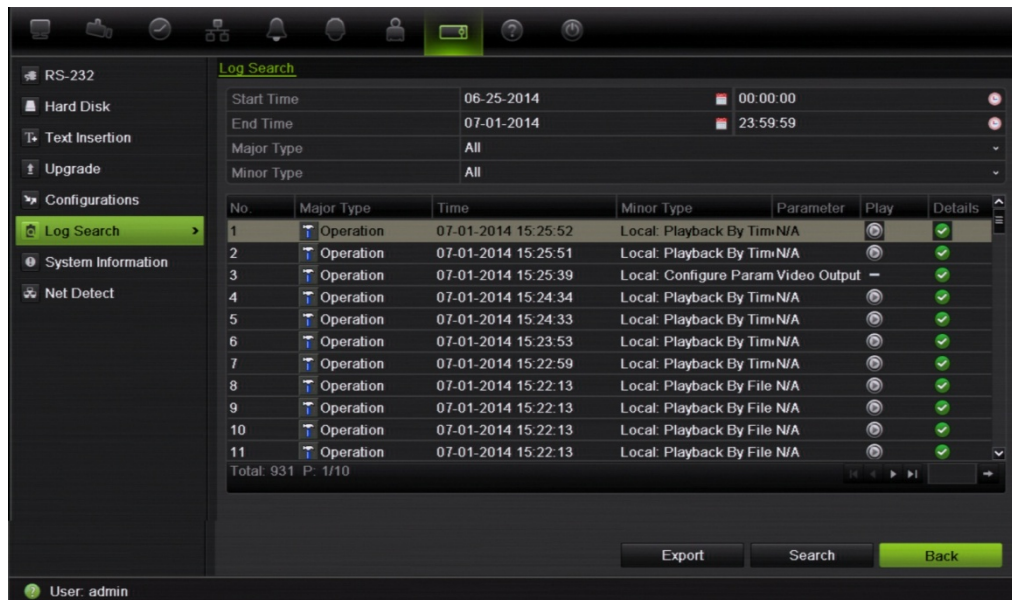 RS-232
Hard Disk
Text Insertion
Upgrade
Configurations
Log Search
System Information
Net Detect
Log Search
Start Time 06-25-2014 00:00:00
End Time 07-01-2014 23:59:59
Major Type All
Minor Type All
No. Major Type Time Minor Type Parameter Play Details
1 Operation 07-01-2014 15:25:52 Local: Playback By Tim N/A
2 Operation 07-01-2014 15:25:51 Local: Playback By Tim N/A
3 Operation 07-01-2014 15:25:39 Local: Configure Param Video Output –
4 Operation 07-01-2014 15:24:34 Local: Playback By Tim N/A
5 Operation 07-01-2014 15:24:33 Local: Playback By Tim N/A
6 Operation 07-01-2014 15:23:53 Local: Playback By Tim N/A
7 Operation 07-01-2014 15:22:59 Local: Playback By Tim N/A
8 Operation 07-01-2014 15:22:13 Local: Playback By File N/A
9 Operation 07-01-2014 15:22:13 Local: Playback By File N/A
10 Operation 07-01-2014 15:22:13 Local: Playback By File N/A
11 Operation 07-01-2014 15:22:13 Local: Playback By File N/A
Total: 931 P: 1/10
Export Search Back
User: admin